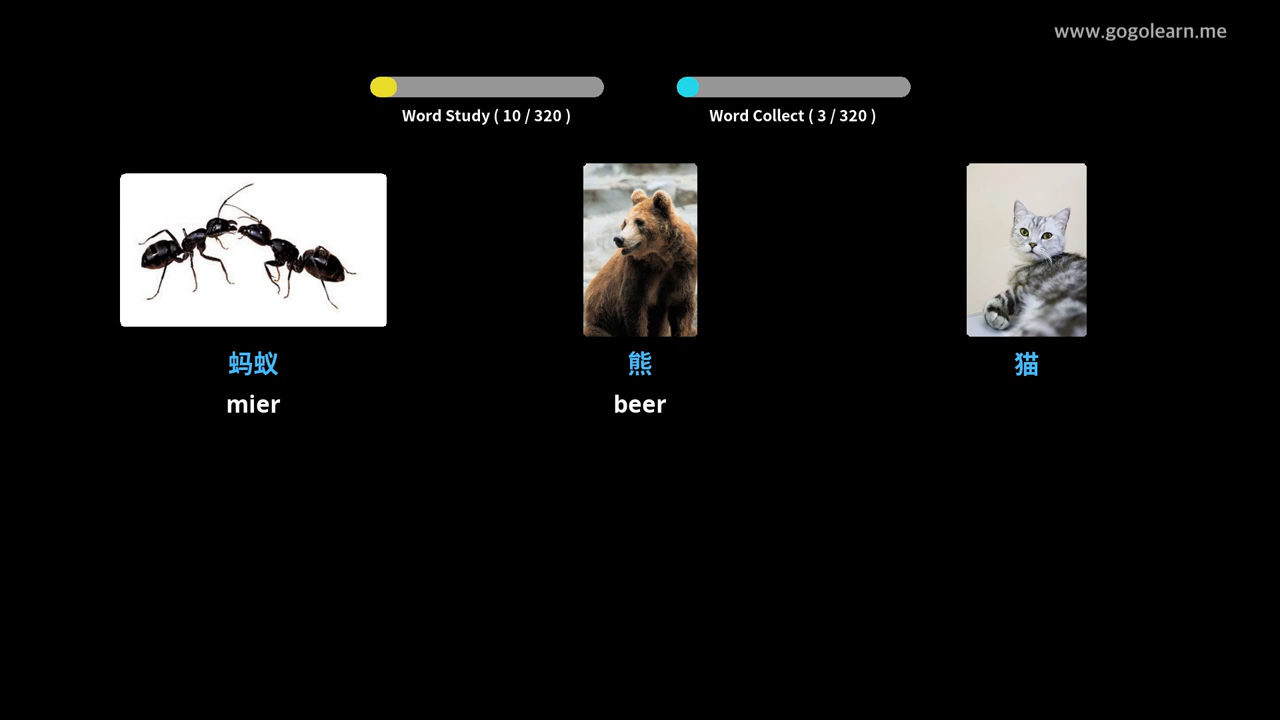 www.gogolearn.me
Word Study ( 10 / 320 )
Word Collect ( 3 / 320 )
蚂蚁
熊
猫
mier
beer